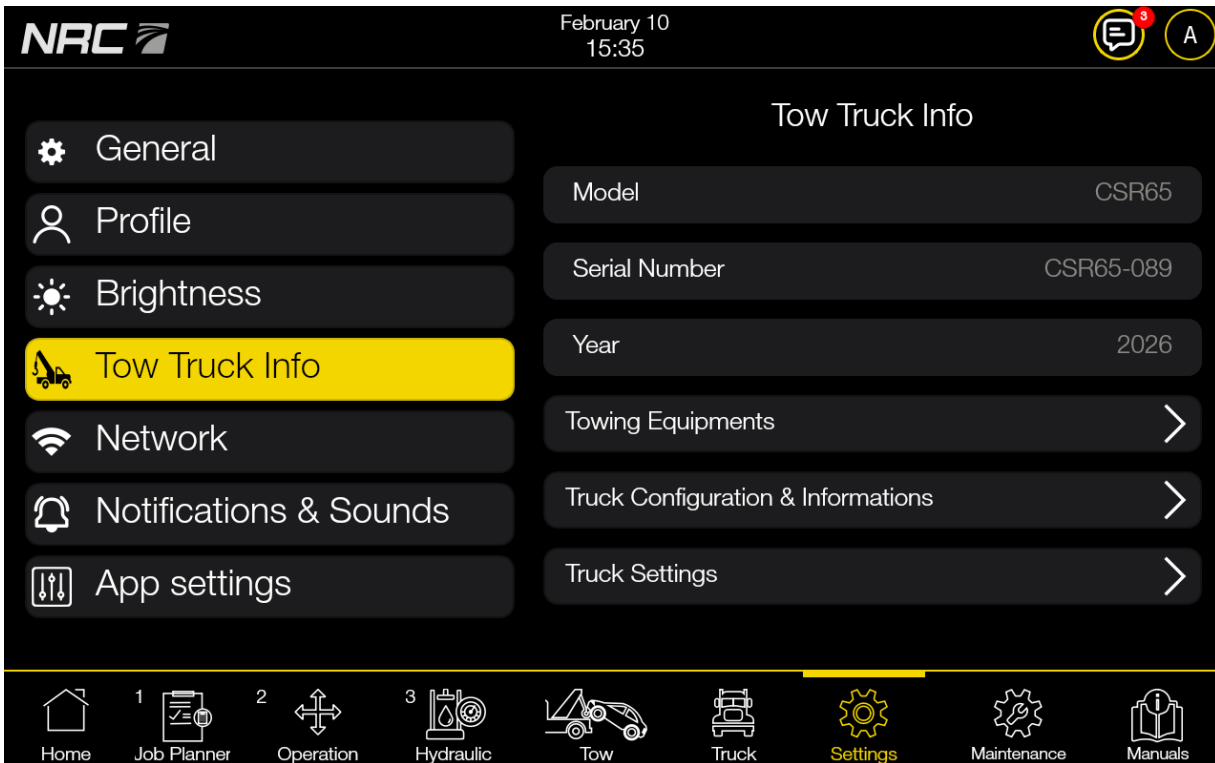 NRC
February 10
15:35
3
A
General
Profile
Brightness
Tow Truck Info
Network
Notifications & Sounds
App settings
Tow Truck Info
Model CSR65
Serial Number CSR65-089
Year 2026
Towing Equipments
Truck Configuration & Informations
Truck Settings
Home
1 Job Planner
2 Operation
3 Hydraulic
Tow
Truck
Settings
Maintenance
Manuals